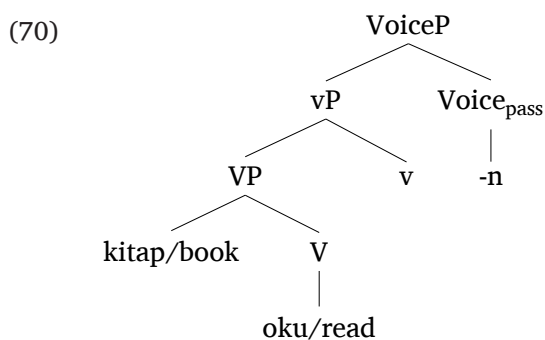 (70) VoiceP
vP Voicepass
VP v -n
kitap/book V
oku/read